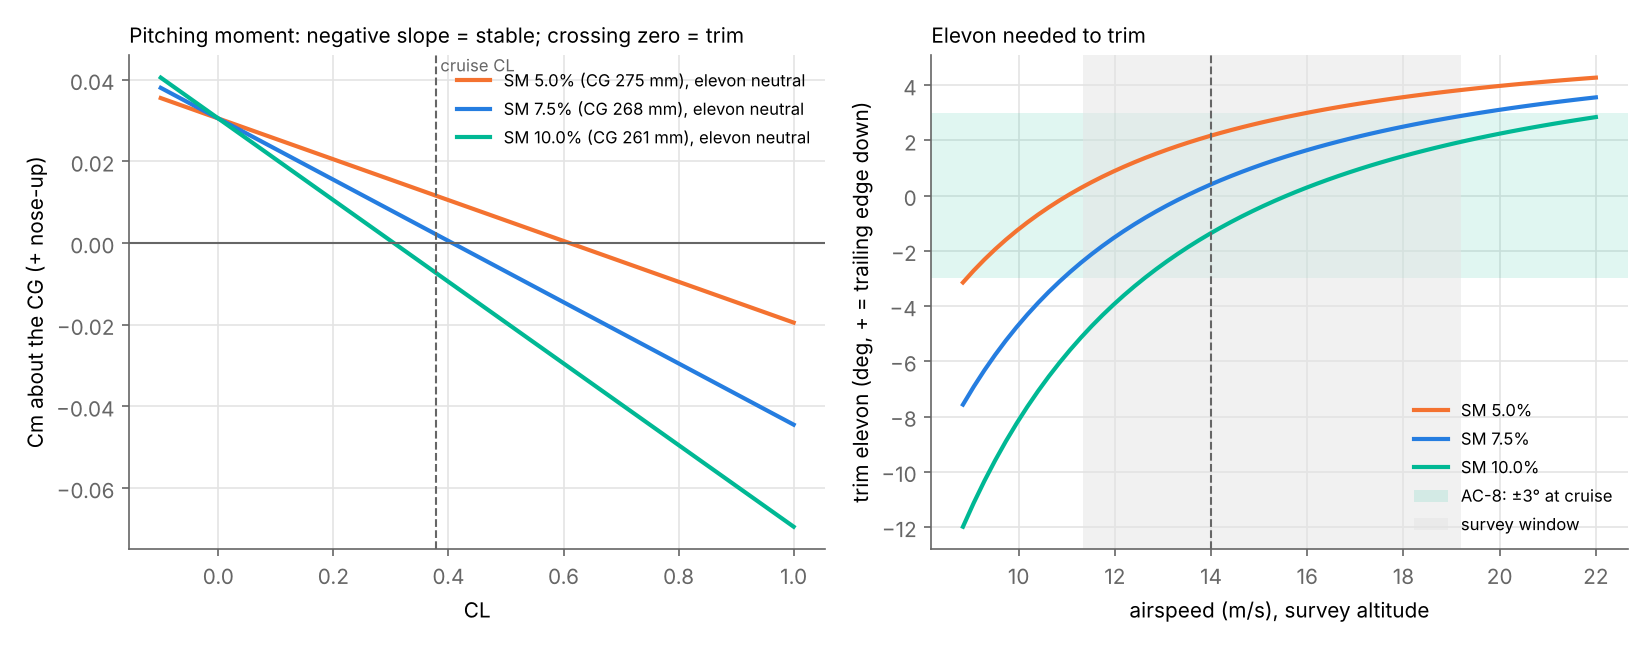 Pitching moment: negative slope = stable; crossing zero = trim
cruise CL
SM 5.0% (CG 275 mm), elevon neutral
SM 7.5% (CG 268 mm), elevon neutral
SM 10.0% (CG 261 mm), elevon neutral
Cm about the CG (+ nose-up)
0.04
0.02
0.00
−0.02
−0.04
−0.06
0.0 0.2 0.4 0.6 0.8 1.0
CL
Elevon needed to trim
trim elevon (deg, + = trailing edge down)
4
2
0
−2
−4
−6
−8
−10
−12
SM 5.0%
SM 7.5%
SM 10.0%
AC-8: ±3° at cruise
survey window
10 12 14 16 18 20 22
airspeed (m/s), survey altitude